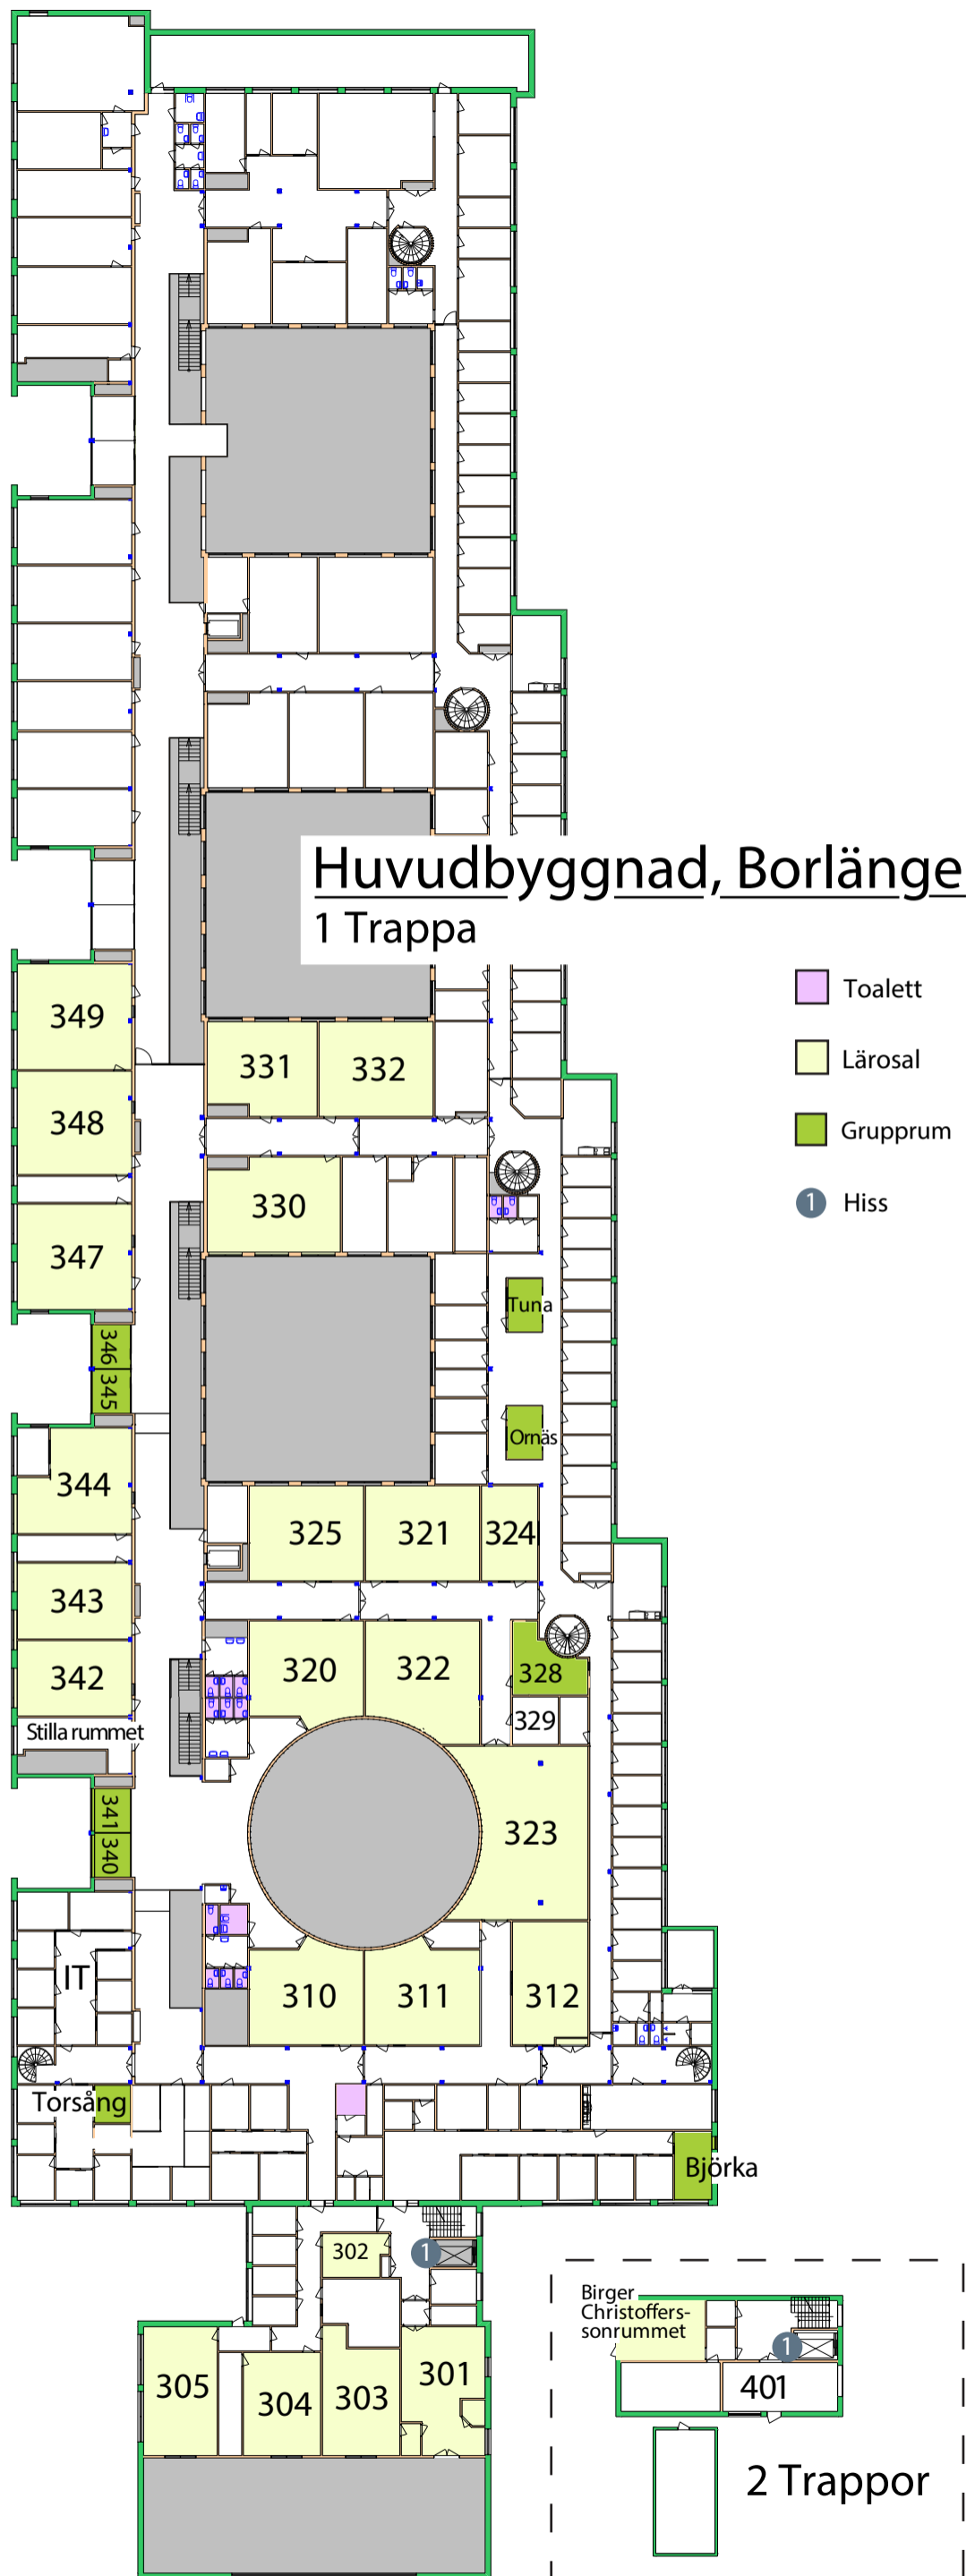 Huvudbyggnad, Borlänge
1 Trappa
Toalett
Lärosal
Grupprum
1 Hiss
349
331 332
348
330
347
Tuna
346
345
Ornäs
344
325 321 324
343
320 322 328
342
329
Stilla rummet
341
340
323
IT
310 311 312
Torsång
Björka
302 1
305 304 303 301
Birger
Christoffers-
sonrummet
1
401
2 Trappor